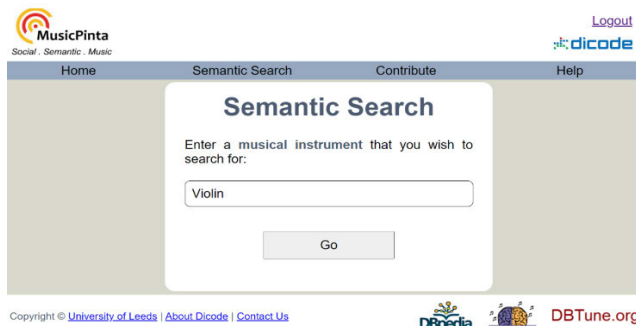 MusicPinta
Social . Semantic . Music
Logout
dicode
Home Semantic Search Contribute Help
Semantic Search
Enter a musical instrument that you wish to
search for:
Violin
Go
Copyright © University of Leeds | About Dicode | Contact Us
DBpedia
DBTune.org